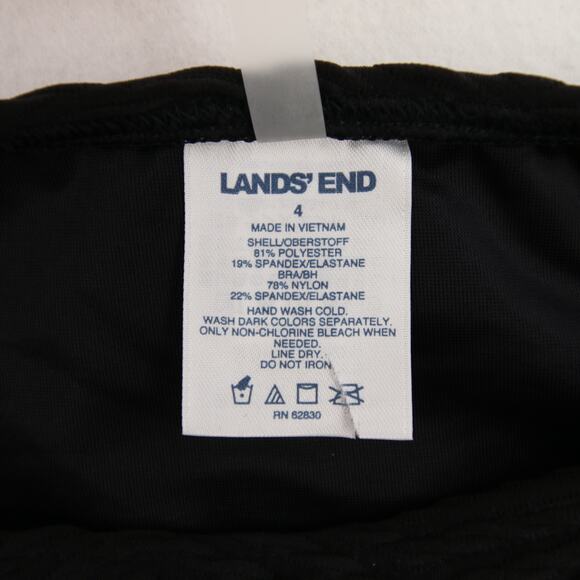 LANDS' END
4
MADE IN VIETNAM
SHELL/OBERSTOFF
81% POLYESTER
19% SPANDEX/ELASTANE
BRA/BH
78% NYLON
22% SPANDEX/ELASTANE
HAND WASH COLD.
WASH DARK COLORS SEPARATELY.
ONLY NON-CHLORINE BLEACH WHEN
NEEDED.
LINE DRY.
DO NOT IRON
RN 62830